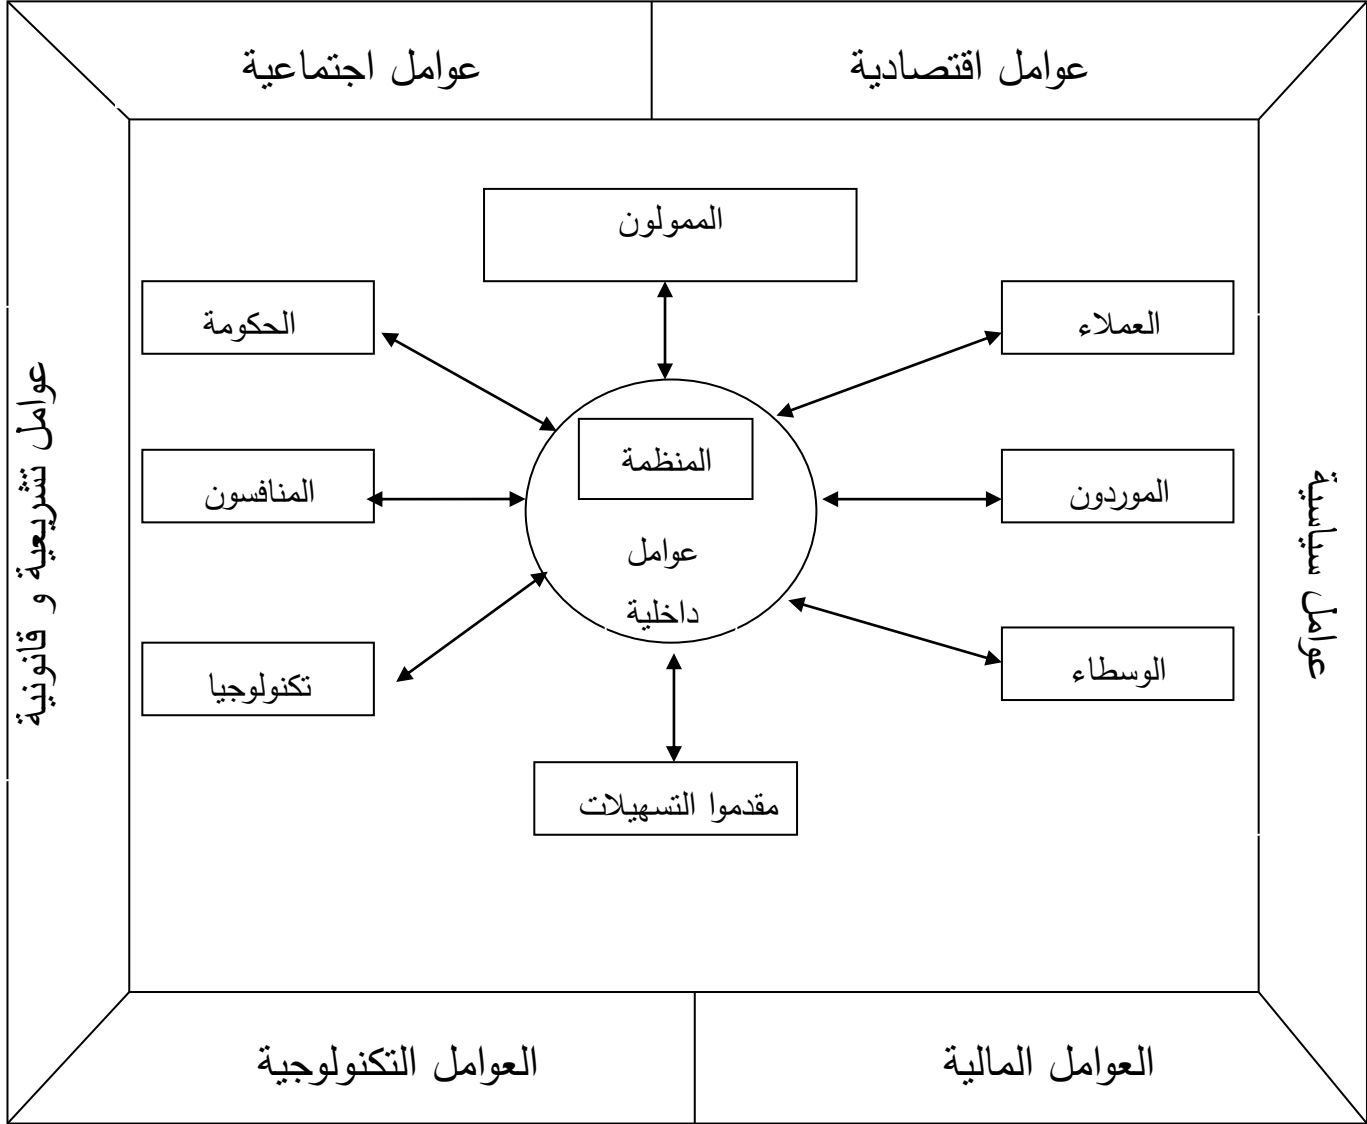 عوامل اقتصادية
عوامل اجتماعية
الممولون
العملاء
الحكومة
المنظمة
الموردون
المنافسون
عوامل
داخلية
الوسطاء
تكنولوجيا
مقدموا التسهيلات
عوامل سياسية
عوامل تشريعية و قانونية
العوامل المالية
العوامل التكنولوجية